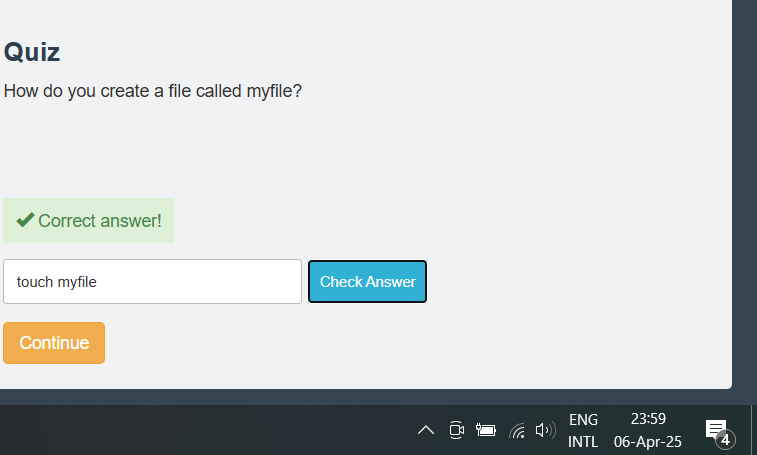 Quiz
How do you create a file called myfile?
Correct answer!
touch myfile
Check Answer
Continue
ENG
INTL
23:59
06-Apr-25
4